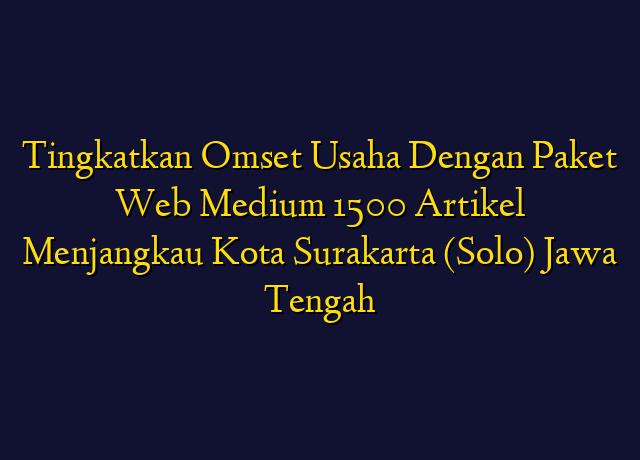 Tingkatkan Omset Usaha Dengan Paket
Web Medium 1500 Artikel
Menjangkau Kota Surakarta (Solo) Jawa
Tengah